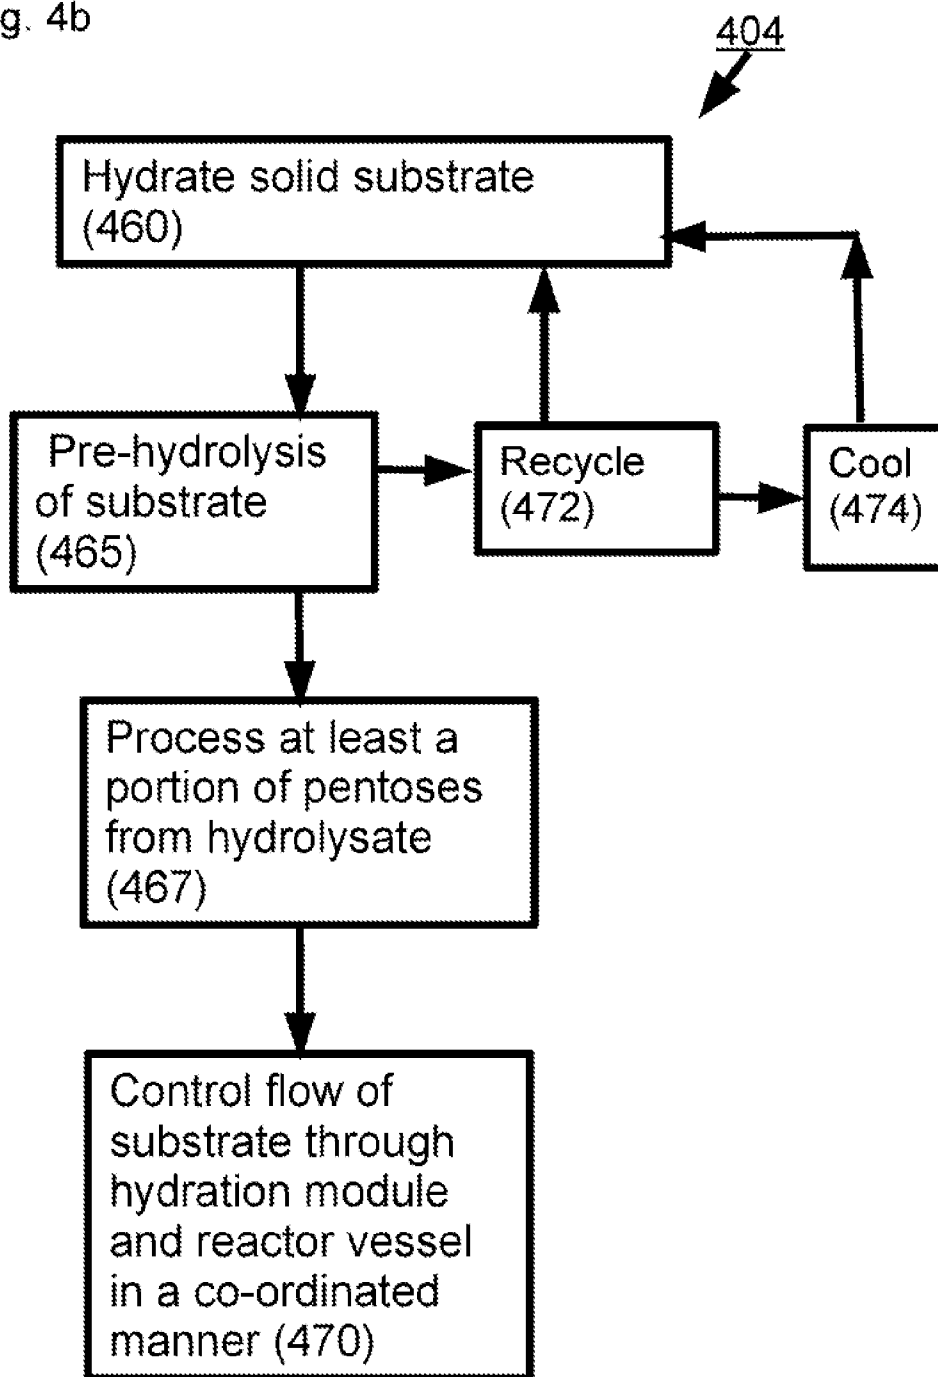 g. 4b
404
Hydrate solid substrate
(460)
Pre-hydrolysis
of substrate
(465)
Recycle
(472)
Cool
(474)
Process at least a
portion of pentoses
from hydrolysate
(467)
Control flow of
substrate through
hydration module
and reactor vessel
in a co-ordinated
manner (470)